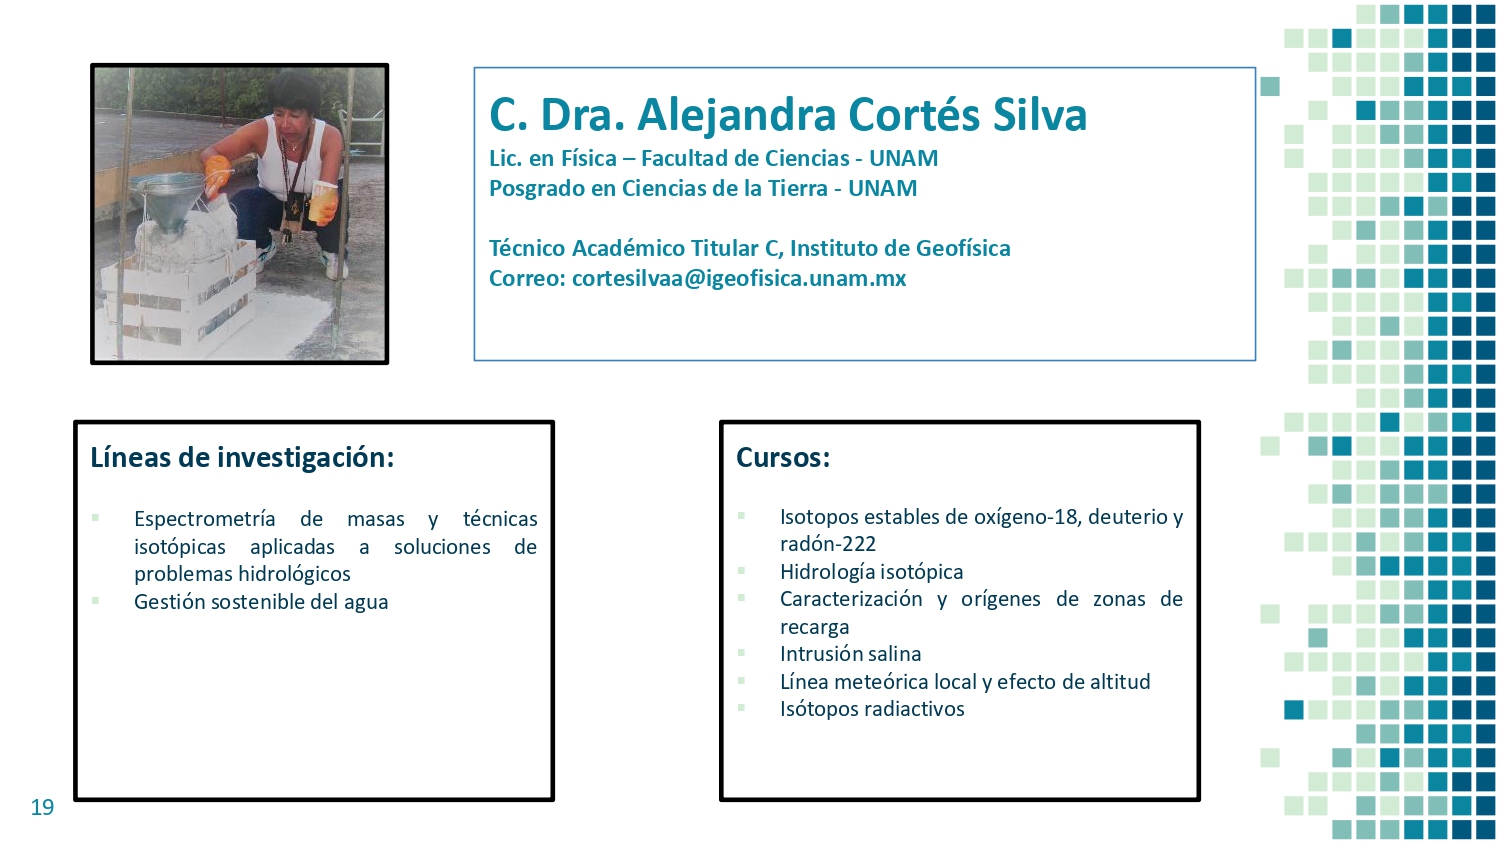 C. Dra. Alejandra Cortés Silva
Lic. en Física – Facultad de Ciencias - UNAM
Posgrado en Ciencias de la Tierra - UNAM
Técnico Académico Titular C, Instituto de Geofísica
Correo: cortesilvaa@igeofisica.unam.mx
Líneas de investigación:
Espectrometría de masas y técnicas
isotópicas aplicadas a soluciones de
problemas hidrológicos
Gestión sostenible del agua
Cursos:
Isotopos estables de oxígeno-18, deuterio y
radón-222
Hidrología isotópica
Caracterización y orígenes de zonas de
recarga
Intrusión salina
Línea meteórica local y efecto de altitud
Isótopos radiactivos
19